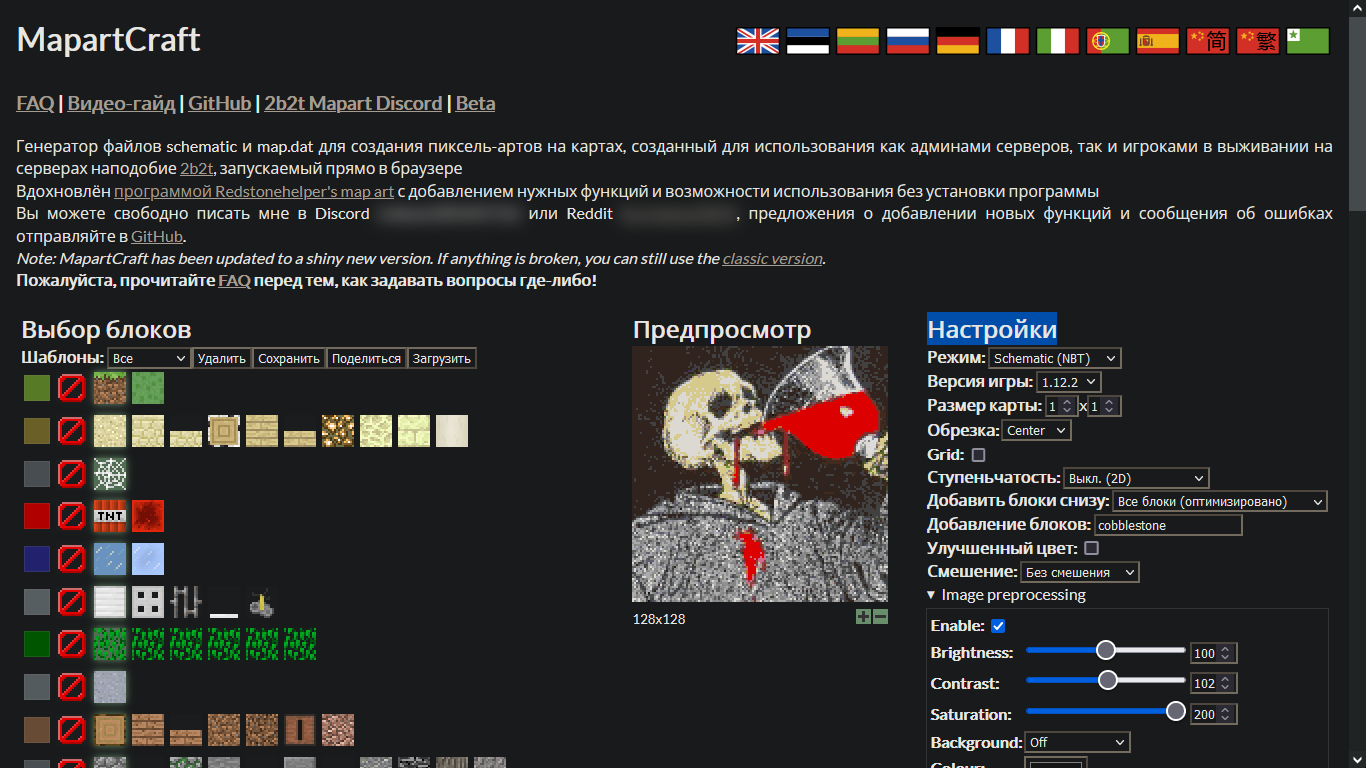 MapartCraft
FAQ | Видео-гайд | GitHub | 2b2t Mapart Discord | Beta
Генератор файлов schematic и map.dat для создания пиксель-артов на картах, созданный для использования как админами серверов, так и игроками в выживании на
серверах наподобие 2b2t, запускаемый прямо в браузере
Вдохновлён программой Redstonehelper's map art с добавлением нужных функций и возможности использования без установки программы
Вы можете свободно писать мне в Discord или Reddit , предложения о добавлении новых функций и сообщения об ошибках
отправляйте в GitHub.
Note: MapartCraft has been updated to a shiny new version. If anything is broken, you can still use the classic version.
Пожалуйста, прочитайте FAQ перед тем, как задавать вопросы где-либо!
Выбор блоков
Шаблоны: Все Удалить Сохранить Поделиться Загрузить
TNT
Предпросмотр
128x128
Настройки
Режим: Schematic (NBT)
Версия игры: 1.12.2
Размер карты: 1 x 1
Обрезка: Center
Grid:
Ступеньчатость: Выкл. (2D)
Добавить блоки снизу: Все блоки (оптимизировано)
Добавление блоков: cobblestone
Улучшенный цвет:
Смешение: Без смешения
▼ Image preprocessing
Enable:
Brightness: 100
Contrast: 102
Saturation: 200
Background: Off
Colour:
简
繁